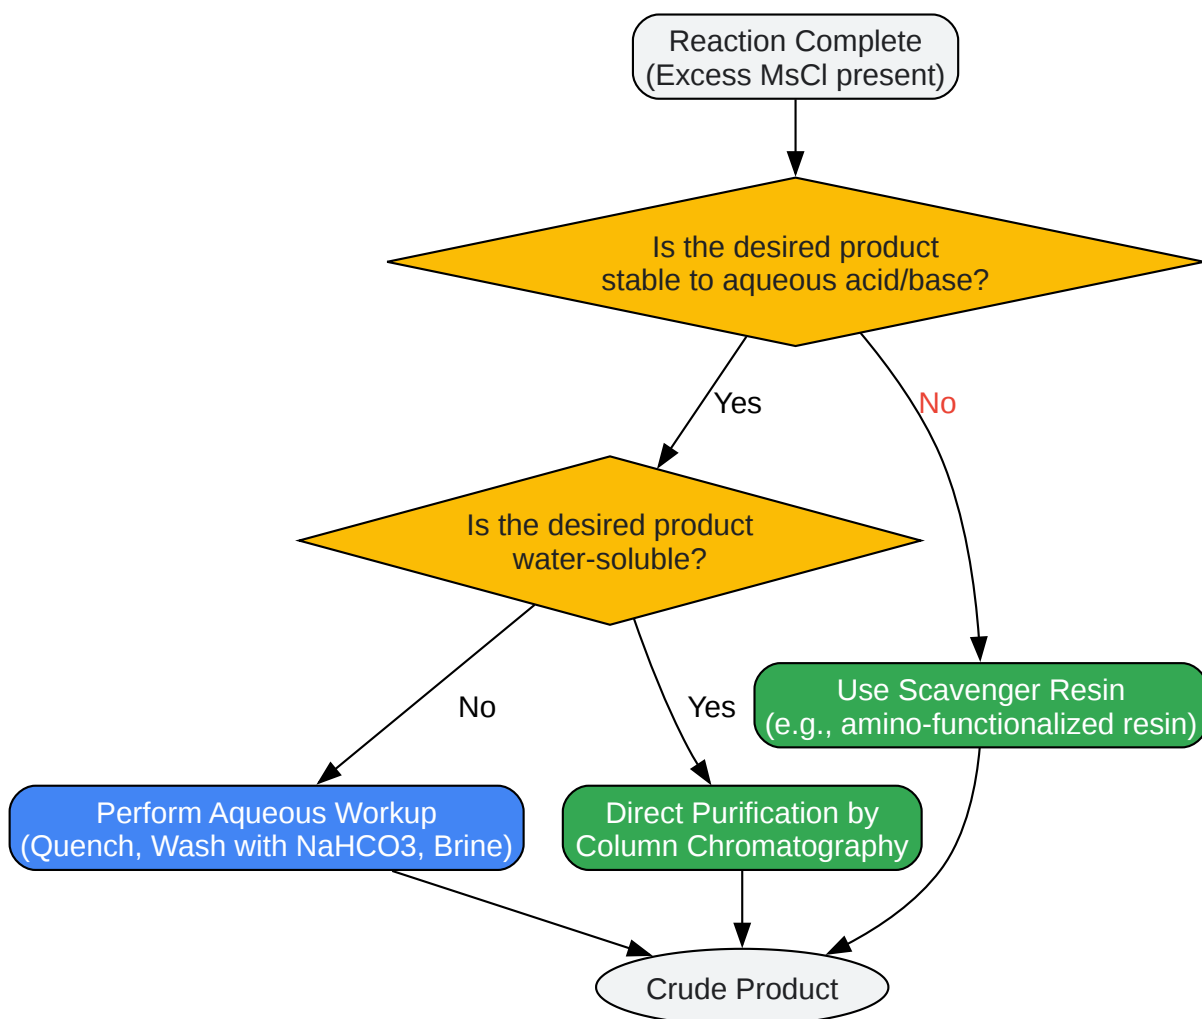 Reaction Complete
(Excess MsCl present)
Is the desired product
stable to aqueous acid/base?
Yes
No
Is the desired product
water-soluble?
No
Yes
Use Scavenger Resin
(e.g., amino-functionalized resin)
Perform Aqueous Workup
(Quench, Wash with NaHCO3, Brine)
Direct Purification by
Column Chromatography
Crude Product